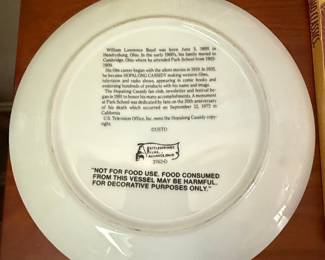 William Lawrence Boyd was born June 5, 1895 in
Hendrysburg, Ohio. In the early 1900's, his family moved to
Cambridge, Ohio where he attended Park School from 1903-
1909.
His film career began with the silent movies in 1919. In 1935,
he became HOPALONG CASSIDY making western films,
television and radio shows, appearing in comic books and
endorsing hundreds of products with his name and image.
The Hopalong Cassidy fan club, newsletter and festival be-
gan in 1991 to honor his many accomplishments. A monument
at Park School was dedicated by fans on the 20th anniversary
of his death which occurred on September 12, 1972 in
California.
U.S. Television Office, Inc. owns the Hopalong Cassidy copy-
right.
"NOT FOR FOOD USE. FOOD CONSUMED
FROM THIS VESSEL MAY BE HARMFUL.
FOR DECORATIVE PURPOSES ONLY."